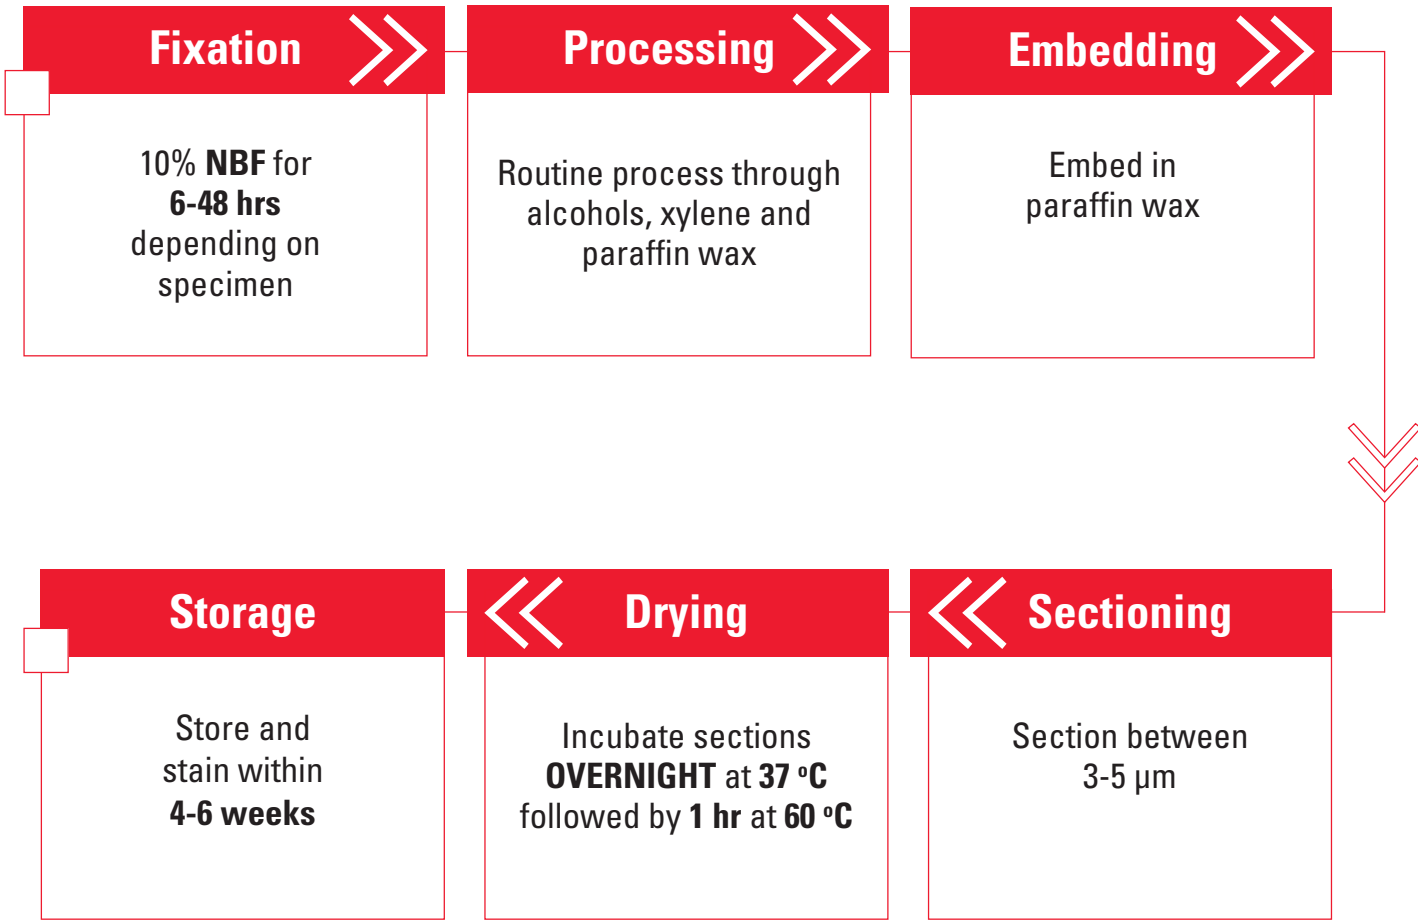 Fixation
10% NBF for
6-48 hrs
depending on
specimen
Processing
Routine process through
alcohols, xylene and
paraffin wax
Embedding
Embed in
paraffin wax
Sectioning
Section between
3-5 µm
Drying
Incubate sections
OVERNIGHT at 37 ºC
followed by 1 hr at 60 ºC
Storage
Store and
stain within
4-6 weeks